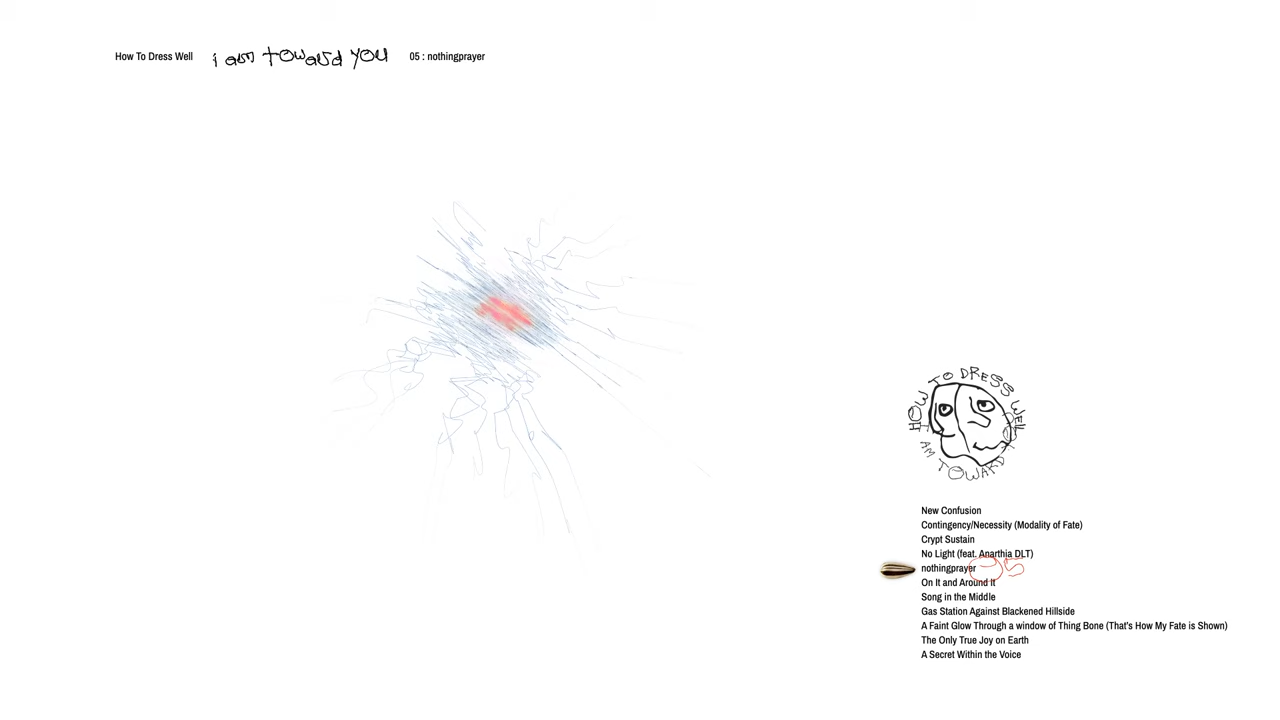 How To Dress Well i am toward you 05 : nothingprayer
HOW TO DRESS WELL
I AM TOWARD YOU
New Confusion
Contingency/Necessity (Modality of Fate)
Crypt Sustain
No Light (feat. Anarthia DLT)
nothingprayer 05
On It and Around It
Song in the Middle
Gas Station Against Blackened Hillside
A Faint Glow Through a window of Thing Bone (That's How My Fate is Shown)
The Only True Joy on Earth
A Secret Within the Voice